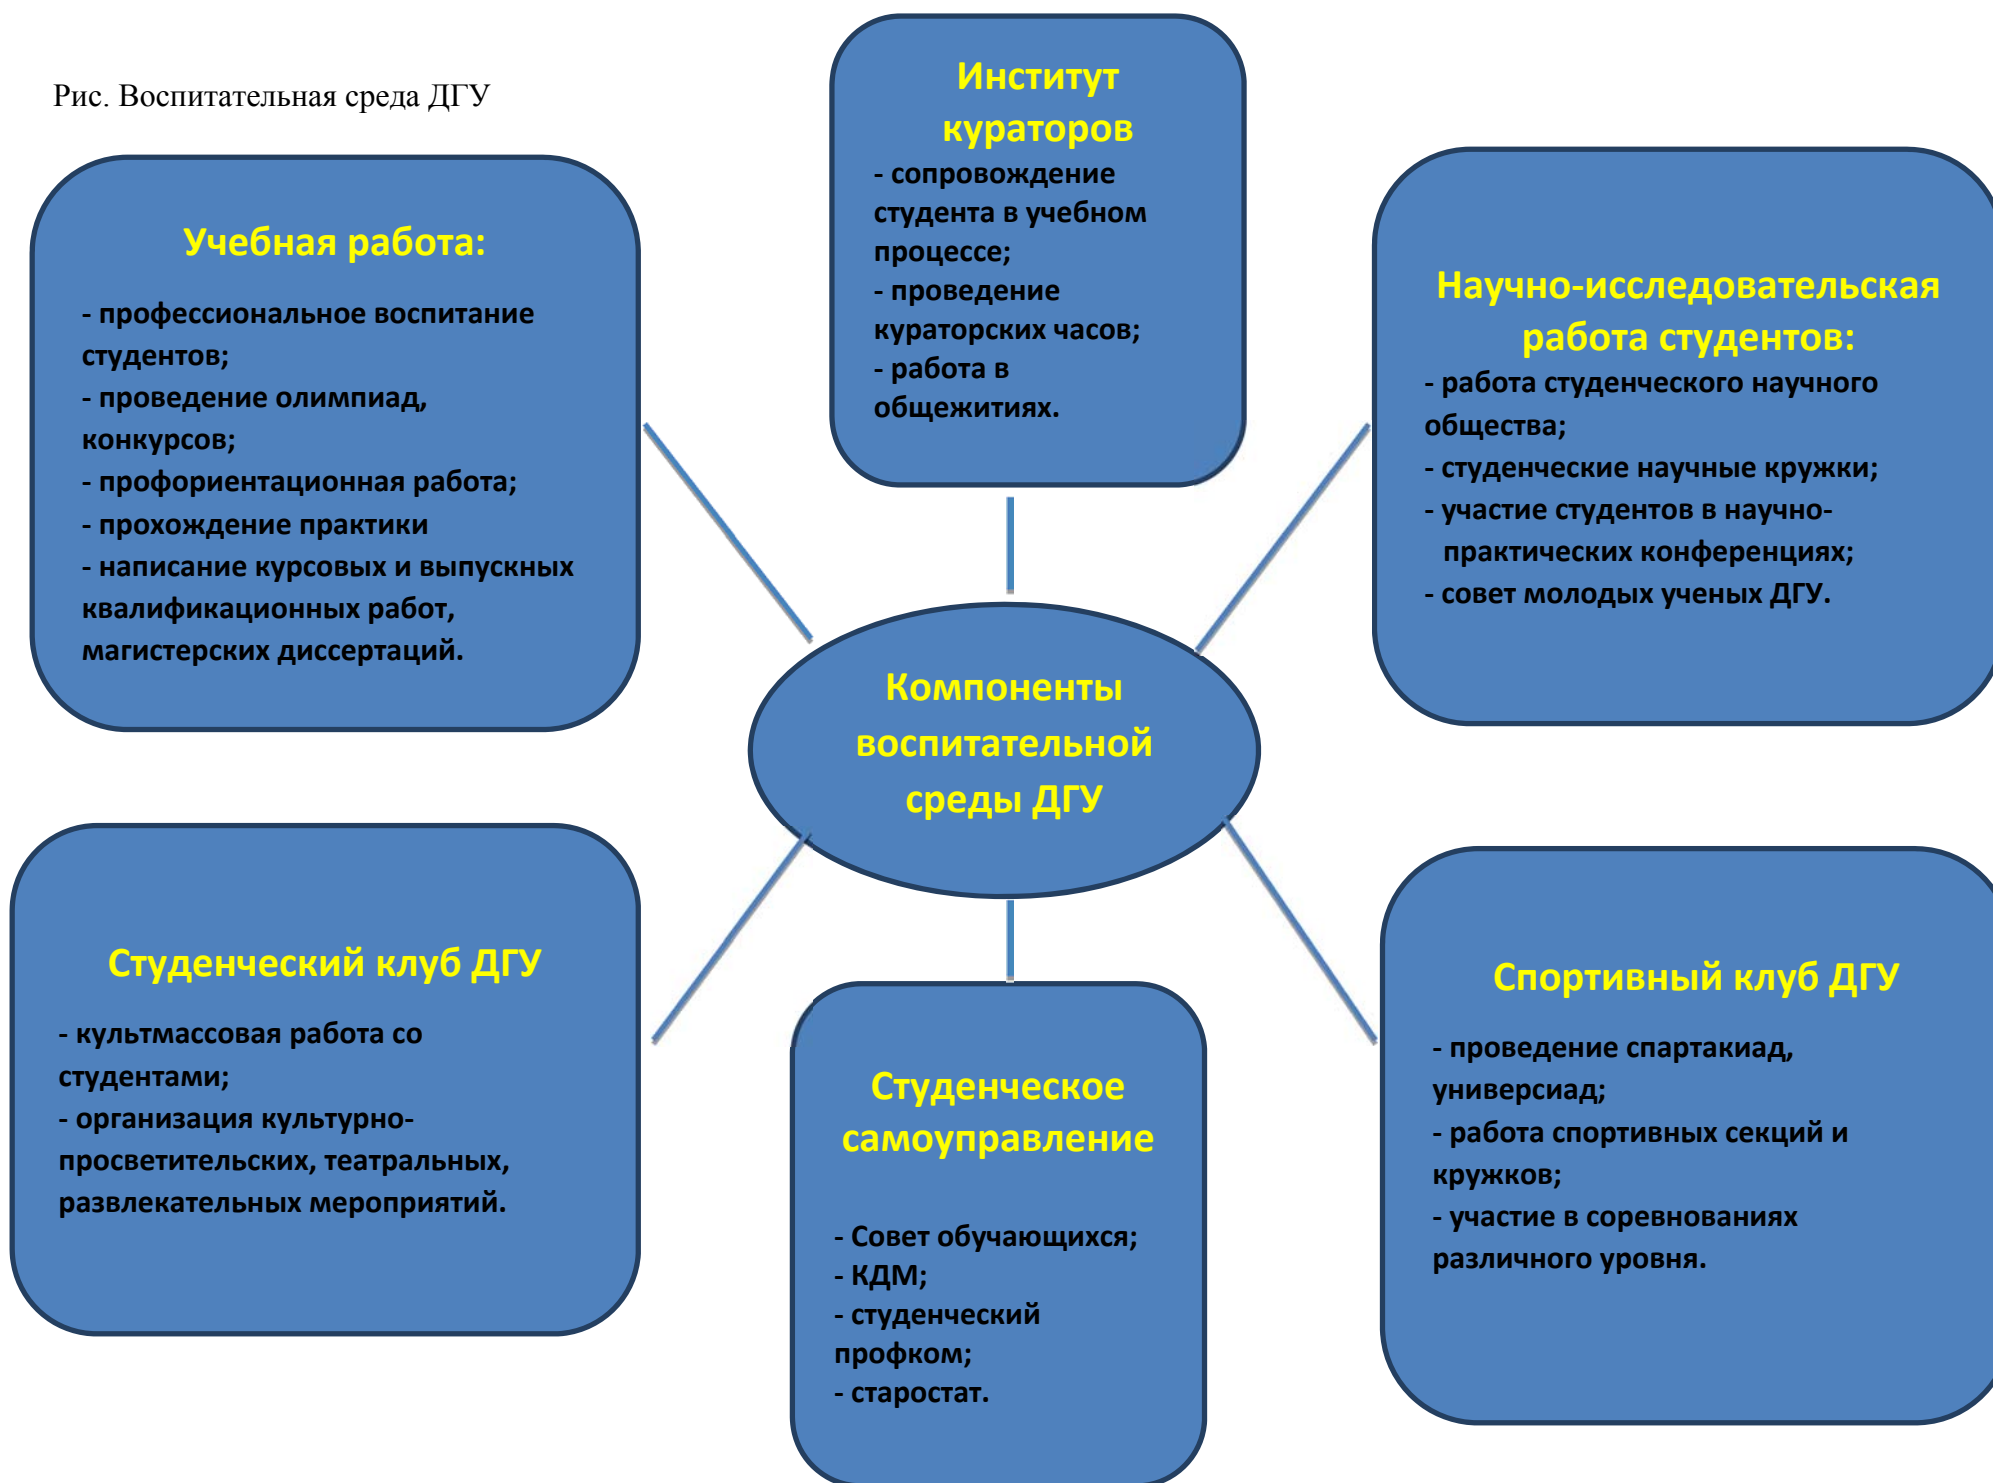 Рис. Воспитательная среда ДГУ
Институт
кураторов
- сопровождение
студента в учебном
процессе;
- проведение
кураторских часов;
- работа в
общежитиях.
Учебная работа:
- профессиональное воспитание
студентов;
- проведение олимпиад,
конкурсов;
- профориентационная работа;
- прохождение практики
- написание курсовых и выпускных
квалификационных работ,
магистерских диссертаций.
Научно-исследовательская
работа студентов:
- работа студенческого научного
общества;
- студенческие научные кружки;
- участие студентов в научно-
практических конференциях;
- совет молодых ученых ДГУ.
Компоненты
воспитательной
среды ДГУ
Студенческий клуб ДГУ
- культмассовая работа со
студентами;
- организация культурно-
просветительских, театральных,
развлекательных мероприятий.
Студенческое
самоуправление
- Совет обучающихся;
- КДМ;
- студенческий
профком;
- старостат.
Спортивный клуб ДГУ
- проведение спартакиад,
универсиад;
- работа спортивных секций и
кружков;
- участие в соревнованиях
различного уровня.